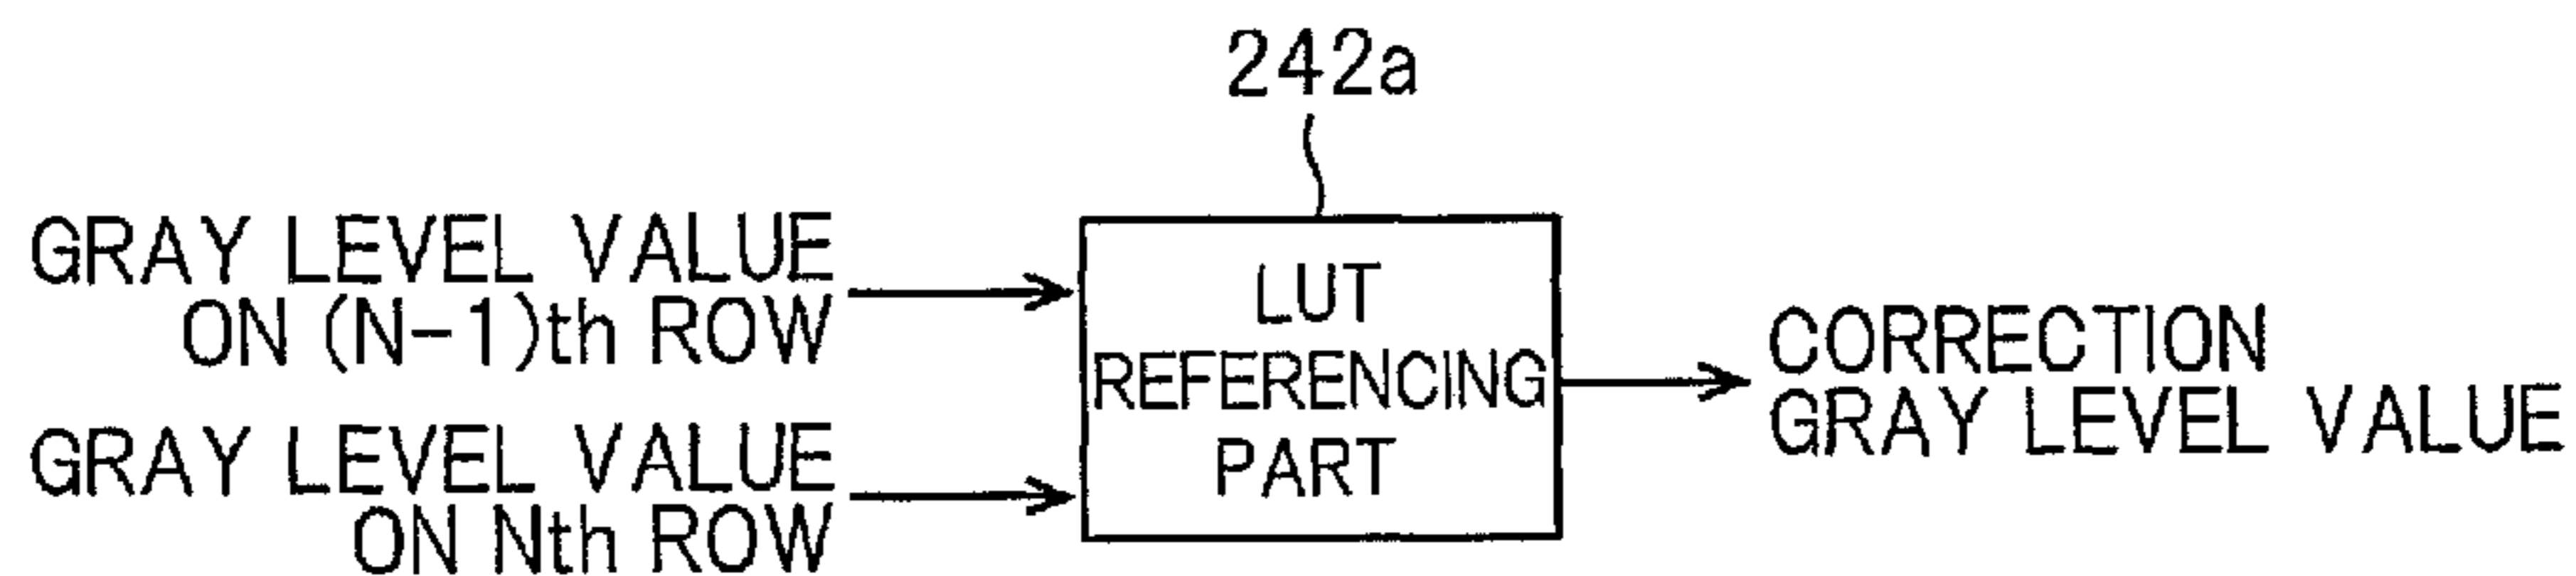 242a
GRAY LEVEL VALUE
ON (N-1)th ROW
GRAY LEVEL VALUE
ON Nth ROW
LUT
REFERENCING
PART
CORRECTION
GRAY LEVEL VALUE